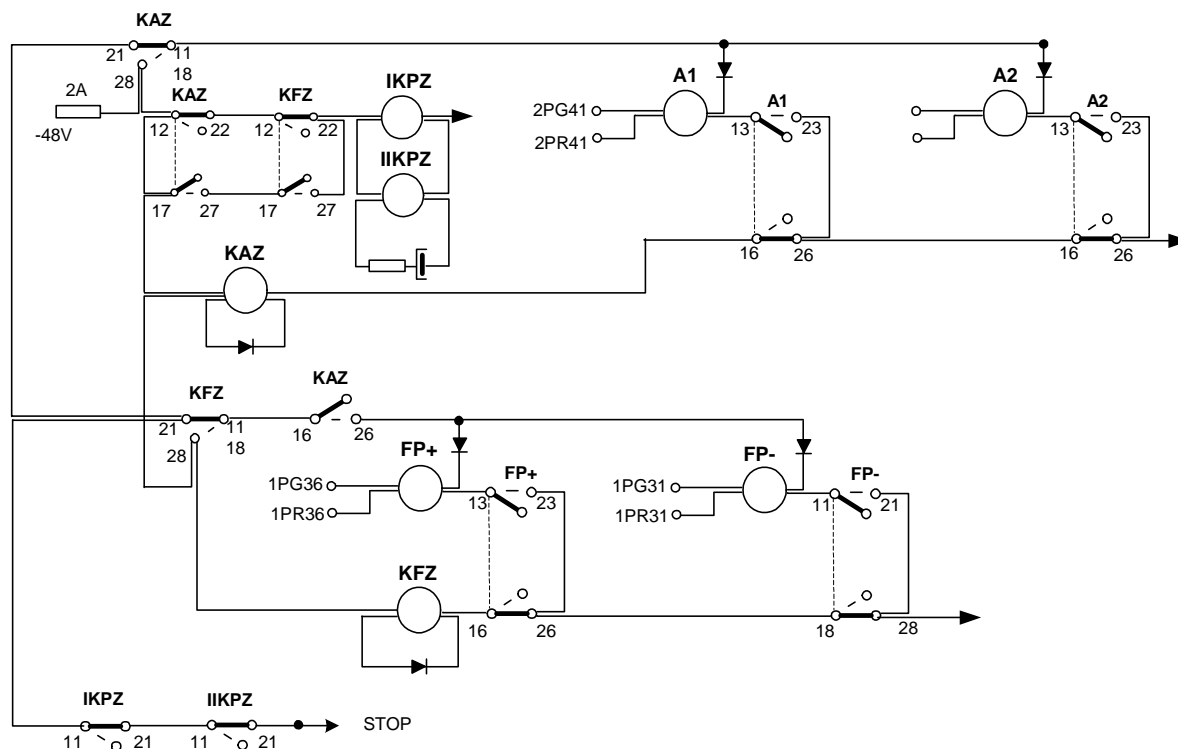 KAZ
21 11
28 18
2A
-48V
KAZ KFZ IKPZ
12 22 12 22
IIKPZ
17 27 17 27
KAZ
A1 A2
2PG41 A1 A2
2PR41 13 23 13 23
16 26 16 26
KFZ KAZ
21 11 16 26
28 18
FP+ FP-
1PG36 FP+ 1PG31 FP-
1PR36 13 23 1PR31 11 21
KFZ
16 26 18 28
IKPZ IIKPZ
STOP
11 21 11 21